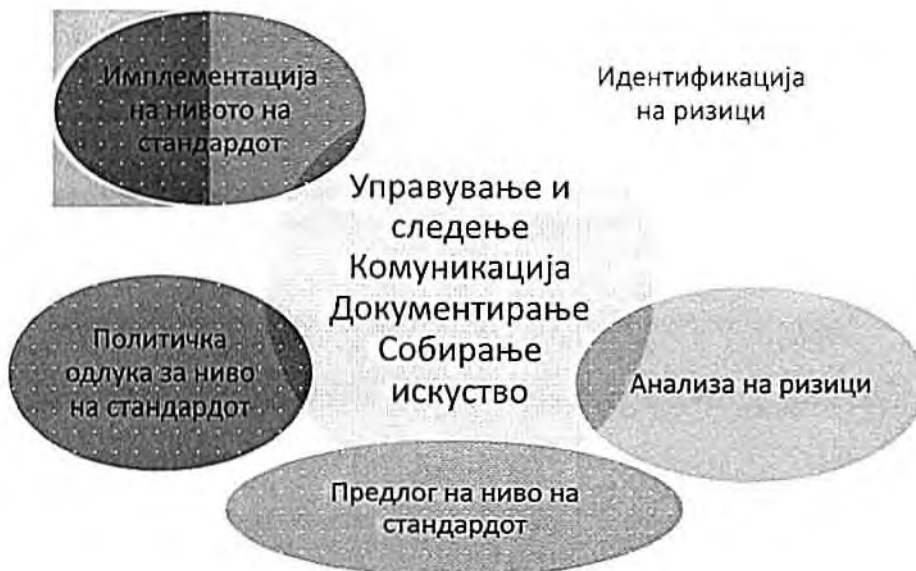 Имплементација
на нивото на
стандардот
Идентификација
на ризици
Управување и
следење
Комуникација
Документирање
Собирање
искуство
Политичка
одлука за ниво
на стандардот
Анализа на ризици
Предлог на ниво на
стандардот